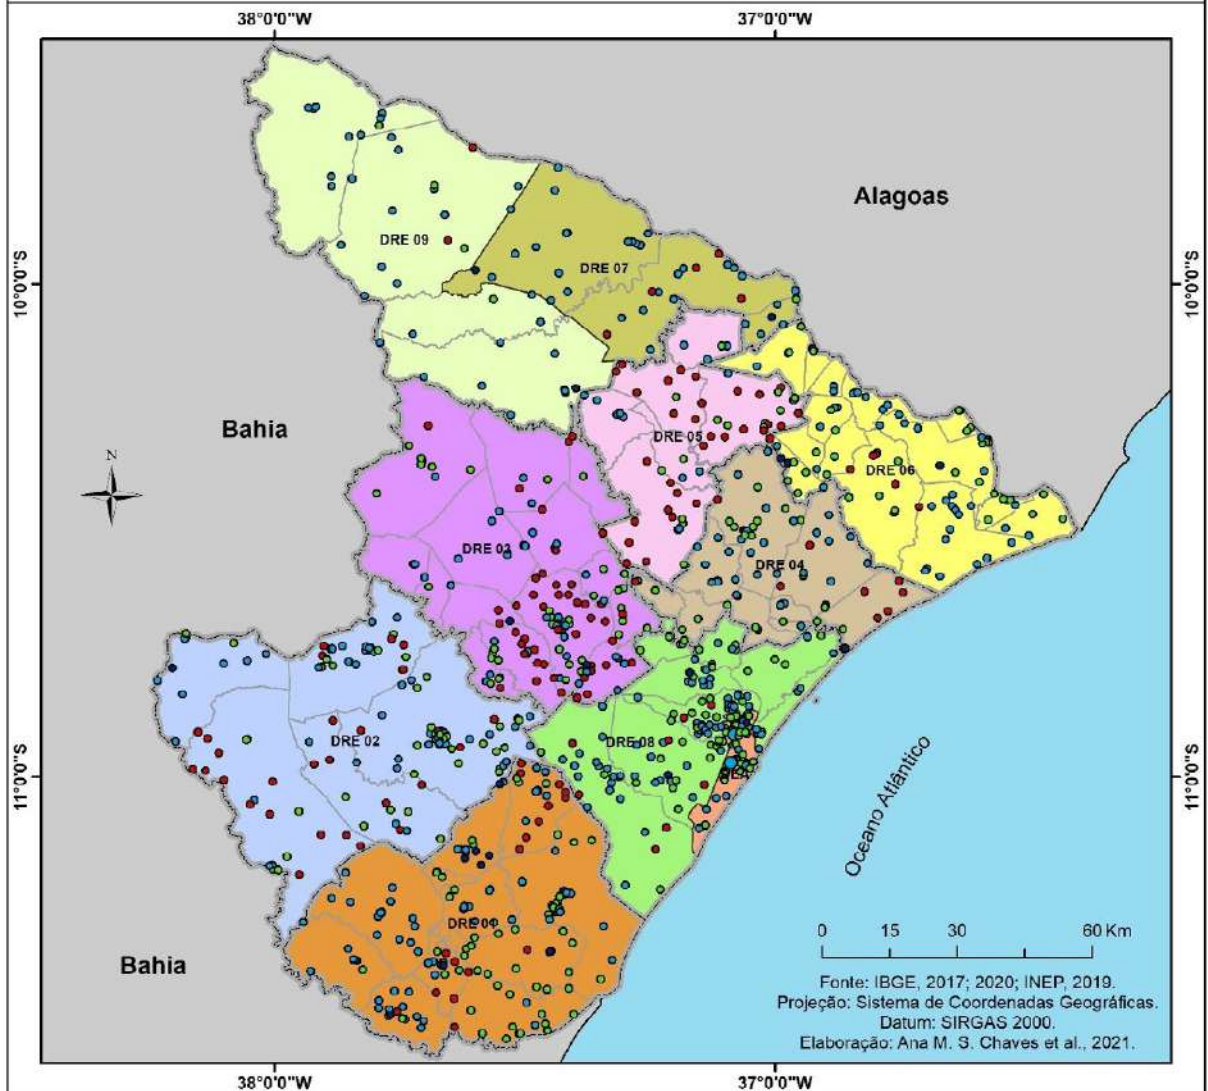 38°0'0"W
37°0'0"W
Alagoas
DRE 09
DRE 07
10°0'0"S
10°0'0"S
Bahia
DRE 05
N
DRE 06
DRE 03
DRE 04
DRE 02
DRE 08
11°0'0"S
11°0'0"S
Oceano Atlântico
DRE 01
0 15 30 60 Km
Bahia
Fonte: IBGE, 2017; 2020; INEP, 2019.
Projeção: Sistema de Coordenadas Geográficas.
Datum: SIRGAS 2000.
Elaboração: Ana M. S. Chaves et al., 2021.
38°0'0"W
37°0'0"W